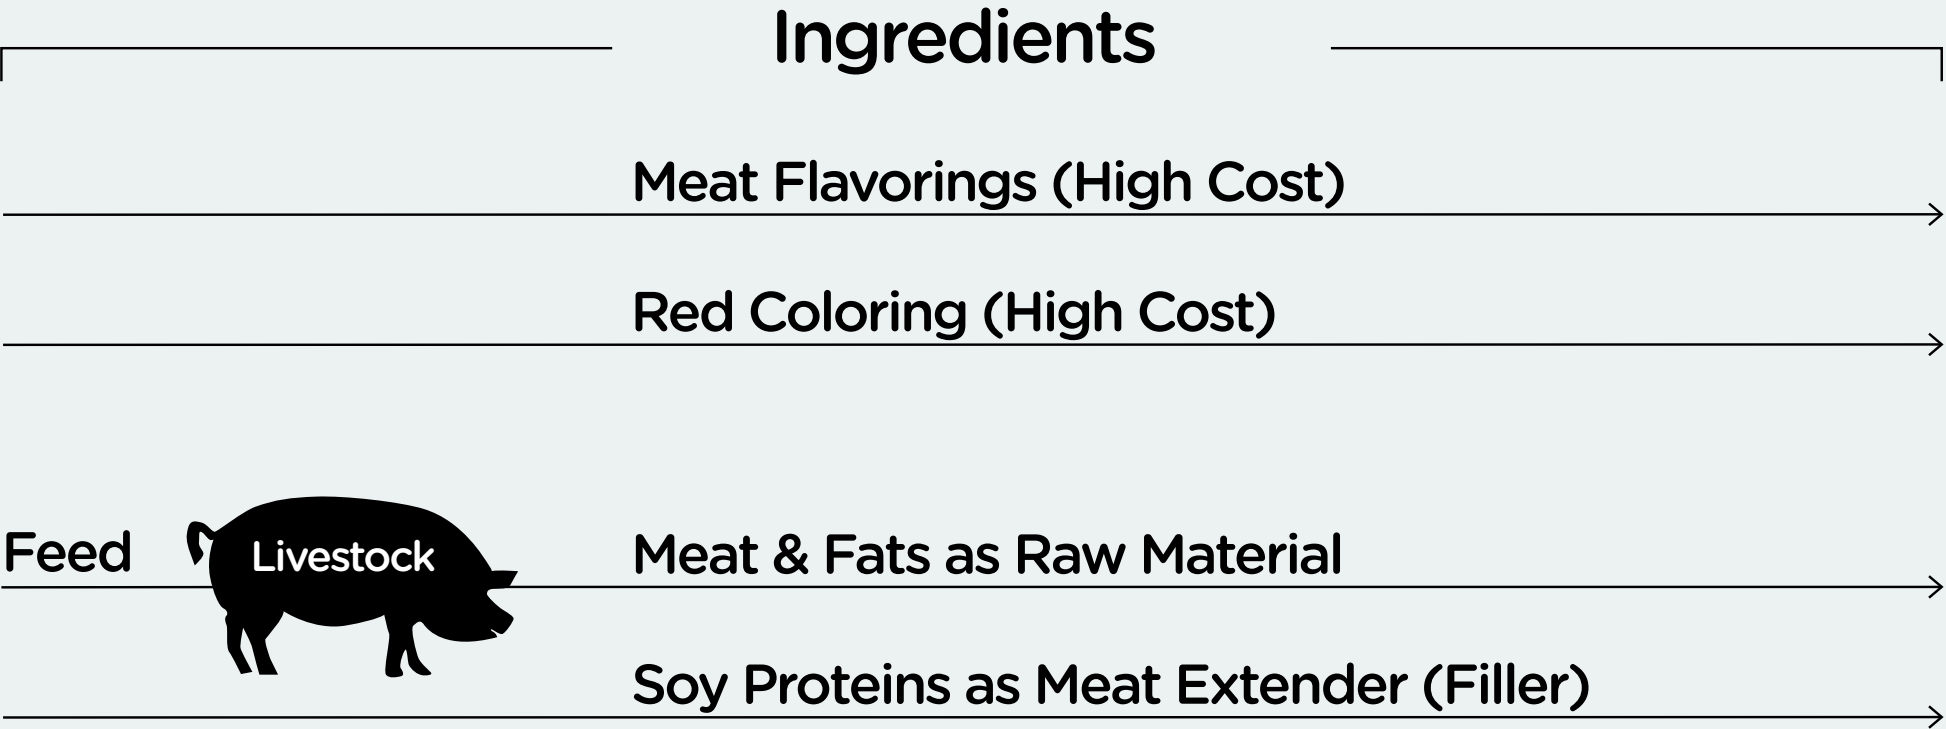 Ingredients
Meat Flavorings (High Cost)
Red Coloring (High Cost)
Feed
Livestock
Meat & Fats as Raw Material
Soy Proteins as Meat Extender (Filler)